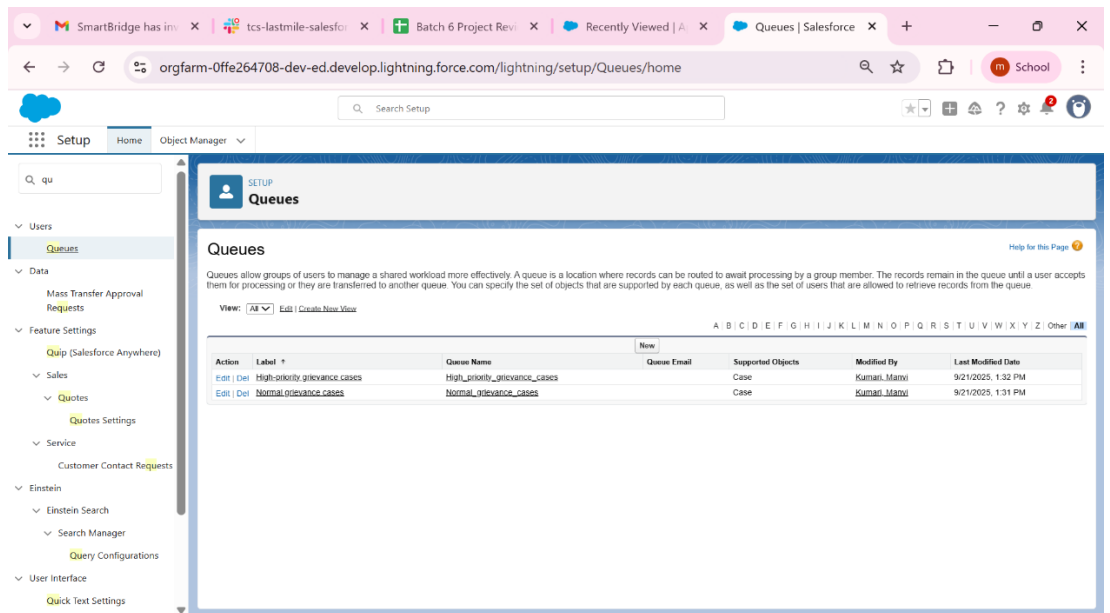 SmartBridge has inv
tcs-lastmile-salesfor
Batch 6 Project Revi
Recently Viewed | A
Queues | Salesforce
orgfarm-0ffe264708-dev-ed.develop.lightning.force.com/lightning/setup/Queues/home
m School
Search Setup
2
Setup Home Object Manager
qu
SETUP
Queues
Users
Queues
Data
Mass Transfer Approval
Requests
Feature Settings
Quip (Salesforce Anywhere)
Sales
Quotes
Quotes Settings
Service
Customer Contact Requests
Einstein
Einstein Search
Search Manager
Query Configurations
User Interface
Quick Text Settings
Queues
Help for this Page ?
Queues allow groups of users to manage a shared workload more effectively. A queue is a location where records can be routed to await processing by a group member. The records remain in the queue until a user accepts
them for processing or they are transferred to another queue. You can specify the set of objects that are supported by each queue, as well as the set of users that are allowed to retrieve records from the queue.
View: All Edit | Create New View
A | B | C | D | E | F | G | H | I | J | K | L | M | N | O | P | Q | R | S | T | U | V | W | X | Y | Z | Other All
New
Action Label Queue Name Queue Email Supported Objects Modified By Last Modified Date
Edit | Del High-priority grievance cases High_priority_grievance_cases Case Kumari, Manvi 9/21/2025, 1:32 PM
Edit | Del Normal grievance cases Normal_grievance_cases Case Kumari, Manvi 9/21/2025, 1:31 PM